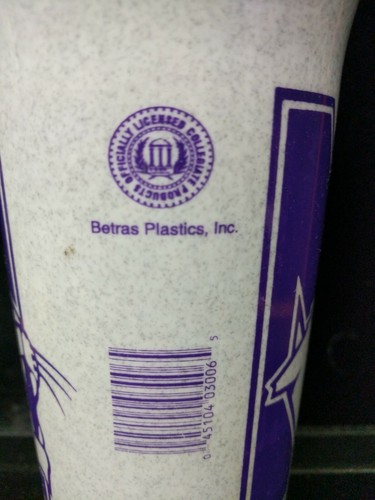 OFFICIALLY LICENSED COLLEGIATE PRODUCTS
Betras Plastics, Inc.
0 45104 03006 5